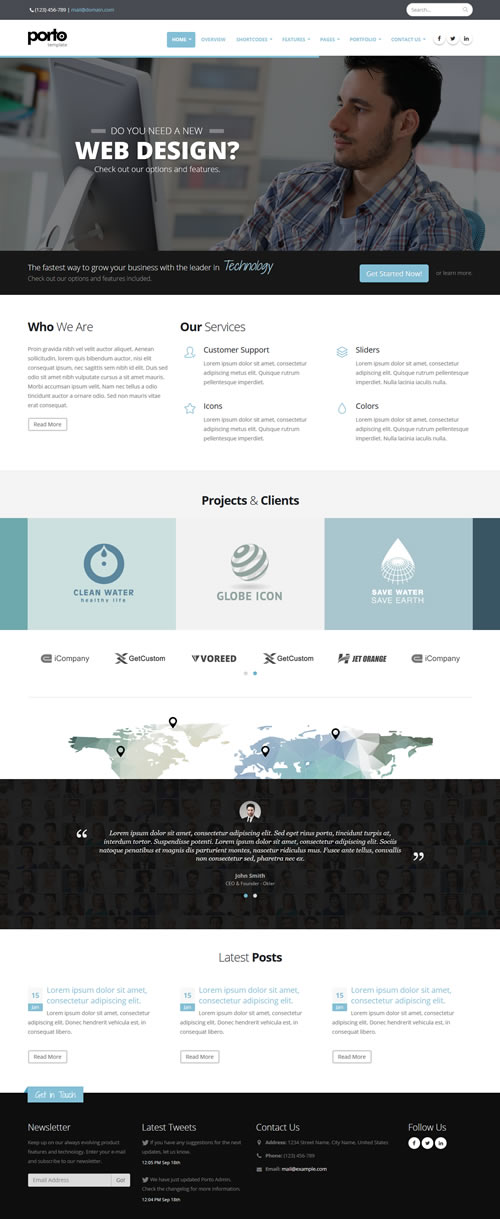 (123) 456-789 | mail@domain.com
Search...
porto
template
HOME OVERVIEW SHORTCODES FEATURES PAGES PORTFOLIO CONTACT US
DO YOU NEED A NEW
WEB DESIGN?
Check out our options and features.
The fastest way to grow your business with the leader in Technology
Check out our options and features included.
Get Started Now!
or learn more.
Who We Are
Proin gravida nibh vel velit auctor aliquet. Aenean
sollicitudin, lorem quis bibendum auctor, nisi elit
consequat ipsum, nec sagittis sem nibh id elit. Duis sed
odio sit amet nibh vulputate cursus a sit amet mauris.
Morbi accumsan ipsum velit. Nam nec tellus a odio
tincidunt auctor a ornare odio. Sed non mauris vitae
erat consequat.
Read More
Our Services
Customer Support
Lorem ipsum dolor sit amet, consectetur
adipiscing metus elit. Quisque rutrum
pellentesque imperdiet.
Sliders
Lorem ipsum dolor sit amet, consectetur
adipiscing elit. Quisque rutrum pellentesque
imperdiet. Nulla lacinia iaculis nulla.
Icons
Lorem ipsum dolor sit amet, consectetur
adipiscing metus elit. Quisque rutrum
pellentesque imperdiet.
Colors
Lorem ipsum dolor sit amet, consectetur
adipiscing elit. Quisque rutrum pellentesque
imperdiet. Nulla lacinia iaculis nulla.
Projects & Clients
CLEAN WATER
healthy life
GLOBE ICON
SAVE WATER
SAVE EARTH
iCompany GetCustom VOREED GetCustom JET ORANGE iCompany
“ Lorem ipsum dolor sit amet, consectetur adipiscing elit. Sed eget risus porta, tincidunt turpis at,
interdum tortor. Suspendisse potenti. Lorem ipsum dolor sit amet, consectetur adipiscing elit. Sociis
natoque penatibus et magnis dis parturient montes, nascetur ridiculus mus. Fusce ante tellus, convallis
non consectetur sed, pharetra nec ex. ”
John Smith
CEO & Founder - Okler
Latest Posts
15
Jan
Lorem ipsum dolor sit amet,
consectetur adipiscing elit.
Lorem ipsum dolor sit amet, consectetur
adipiscing elit. Donec hendrerit vehicula est, in
consequat libero.
Read More
15
Jan
Lorem ipsum dolor sit amet,
consectetur adipiscing elit.
Lorem ipsum dolor sit amet, consectetur
adipiscing elit. Donec hendrerit vehicula est, in
consequat libero.
Read More
15
Jan
Lorem ipsum dolor sit amet,
consectetur adipiscing elit.
Lorem ipsum dolor sit amet, consectetur
adipiscing elit. Donec hendrerit vehicula est, in
consequat libero.
Read More
Get in Touch
Newsletter
Keep up on our always evolving product
features and technology. Enter your e-mail
and subscribe to our newsletter.
Email Address
Go!
Latest Tweets
If you have any suggestions for the next
updates, let us know.
12:05 PM Sep 18th
We have just updated Porto Admin.
Check the changelog for more information.
12:04 PM Sep 18th
Contact Us
Address: 1234 Street Name, City Name, United States
Phone: (123) 456-789
Email: mail@example.com
Follow Us